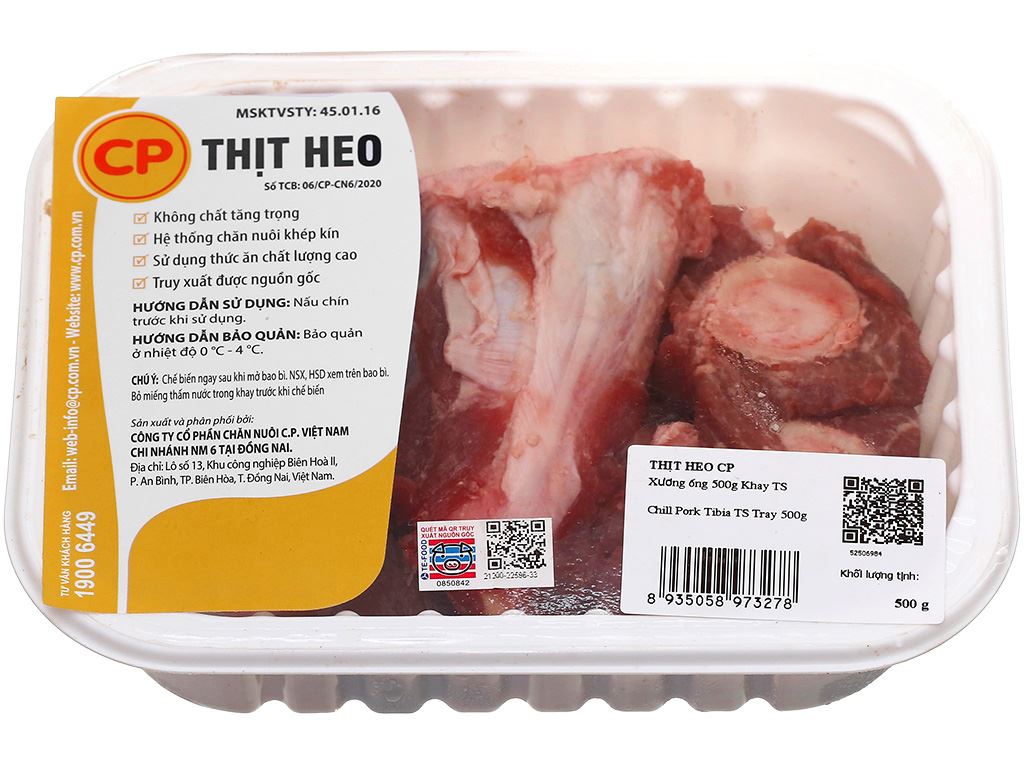 MSKTVSTY: 45.01.16
CP
THỊT HEO
Số TCB: 06/CP-CN6/2020
Không chất tăng trọng
Hệ thống chăn nuôi khép kín
Sử dụng thức ăn chất lượng cao
Truy xuất được nguồn gốc
HƯỚNG DẪN SỬ DỤNG: Nấu chín
trước khi sử dụng.
HƯỚNG DẪN BẢO QUẢN: Bảo quản
ở nhiệt độ 0 °C - 4 °C.
CHÚ Ý: Chế biến ngay sau khi mở bao bì. NSX, HSD xem trên bao bì.
Bỏ miếng thấm nước trong khay trước khi chế biến
Sản xuất và phân phối bởi:
CÔNG TY CỔ PHẦN CHĂN NUÔI C.P. VIỆT NAM
CHI NHÁNH NM 6 TẠI ĐỒNG NAI.
Địa chỉ: Lô số 13, Khu công nghiệp Biên Hoà II,
P. An Bình, TP. Biên Hòa, T. Đồng Nai, Việt Nam.
Email: web-info@cp.com.vn - Website: www.cp.com.vn
TƯ VẤN KHÁCH HÀNG
1900 6449
QUÉT MÃ QR TRUY
XUẤT NGUỒN GỐC
TE-FOOD
0850842
21200-22596-33
THỊT HEO CP
Xương ống 500g Khay TS
Chill Pork Tibia TS Tray 500g
8 935058 973278
52506984
Khối lượng tịnh:
500 g